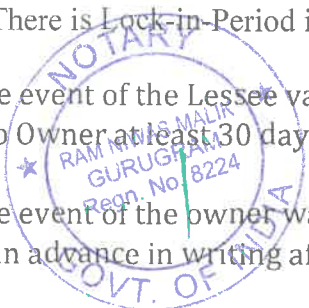 There is Lock-in-Period i
e event of the Lessee va
o Owner at least 30 day
e event of the owner wa
n advance in writing af
NOTARY
RAM NIWAS MALIK
GURUGRAM
Regn. No. 8224
GOVT. OF INDIA